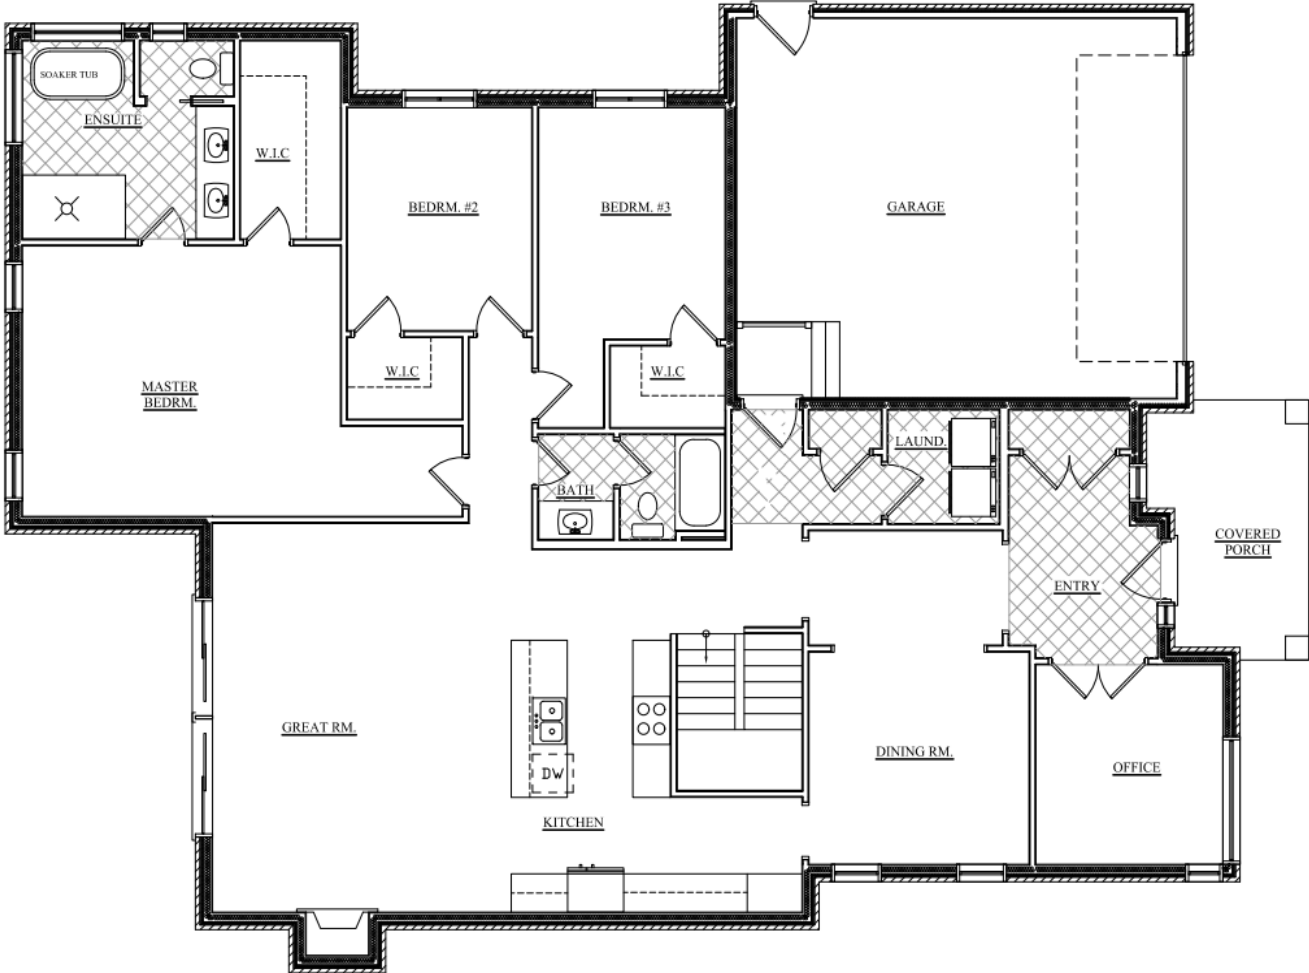 SOAKER TUB
ENSUITE
W.I.C
BEDRM. #2
BEDRM. #3
GARAGE
MASTER
BEDRM.
W.I.C
W.I.C
LAUND.
BATH
COVERED
PORCH
ENTRY
GREAT RM.
DINING RM.
OFFICE
DW
KITCHEN